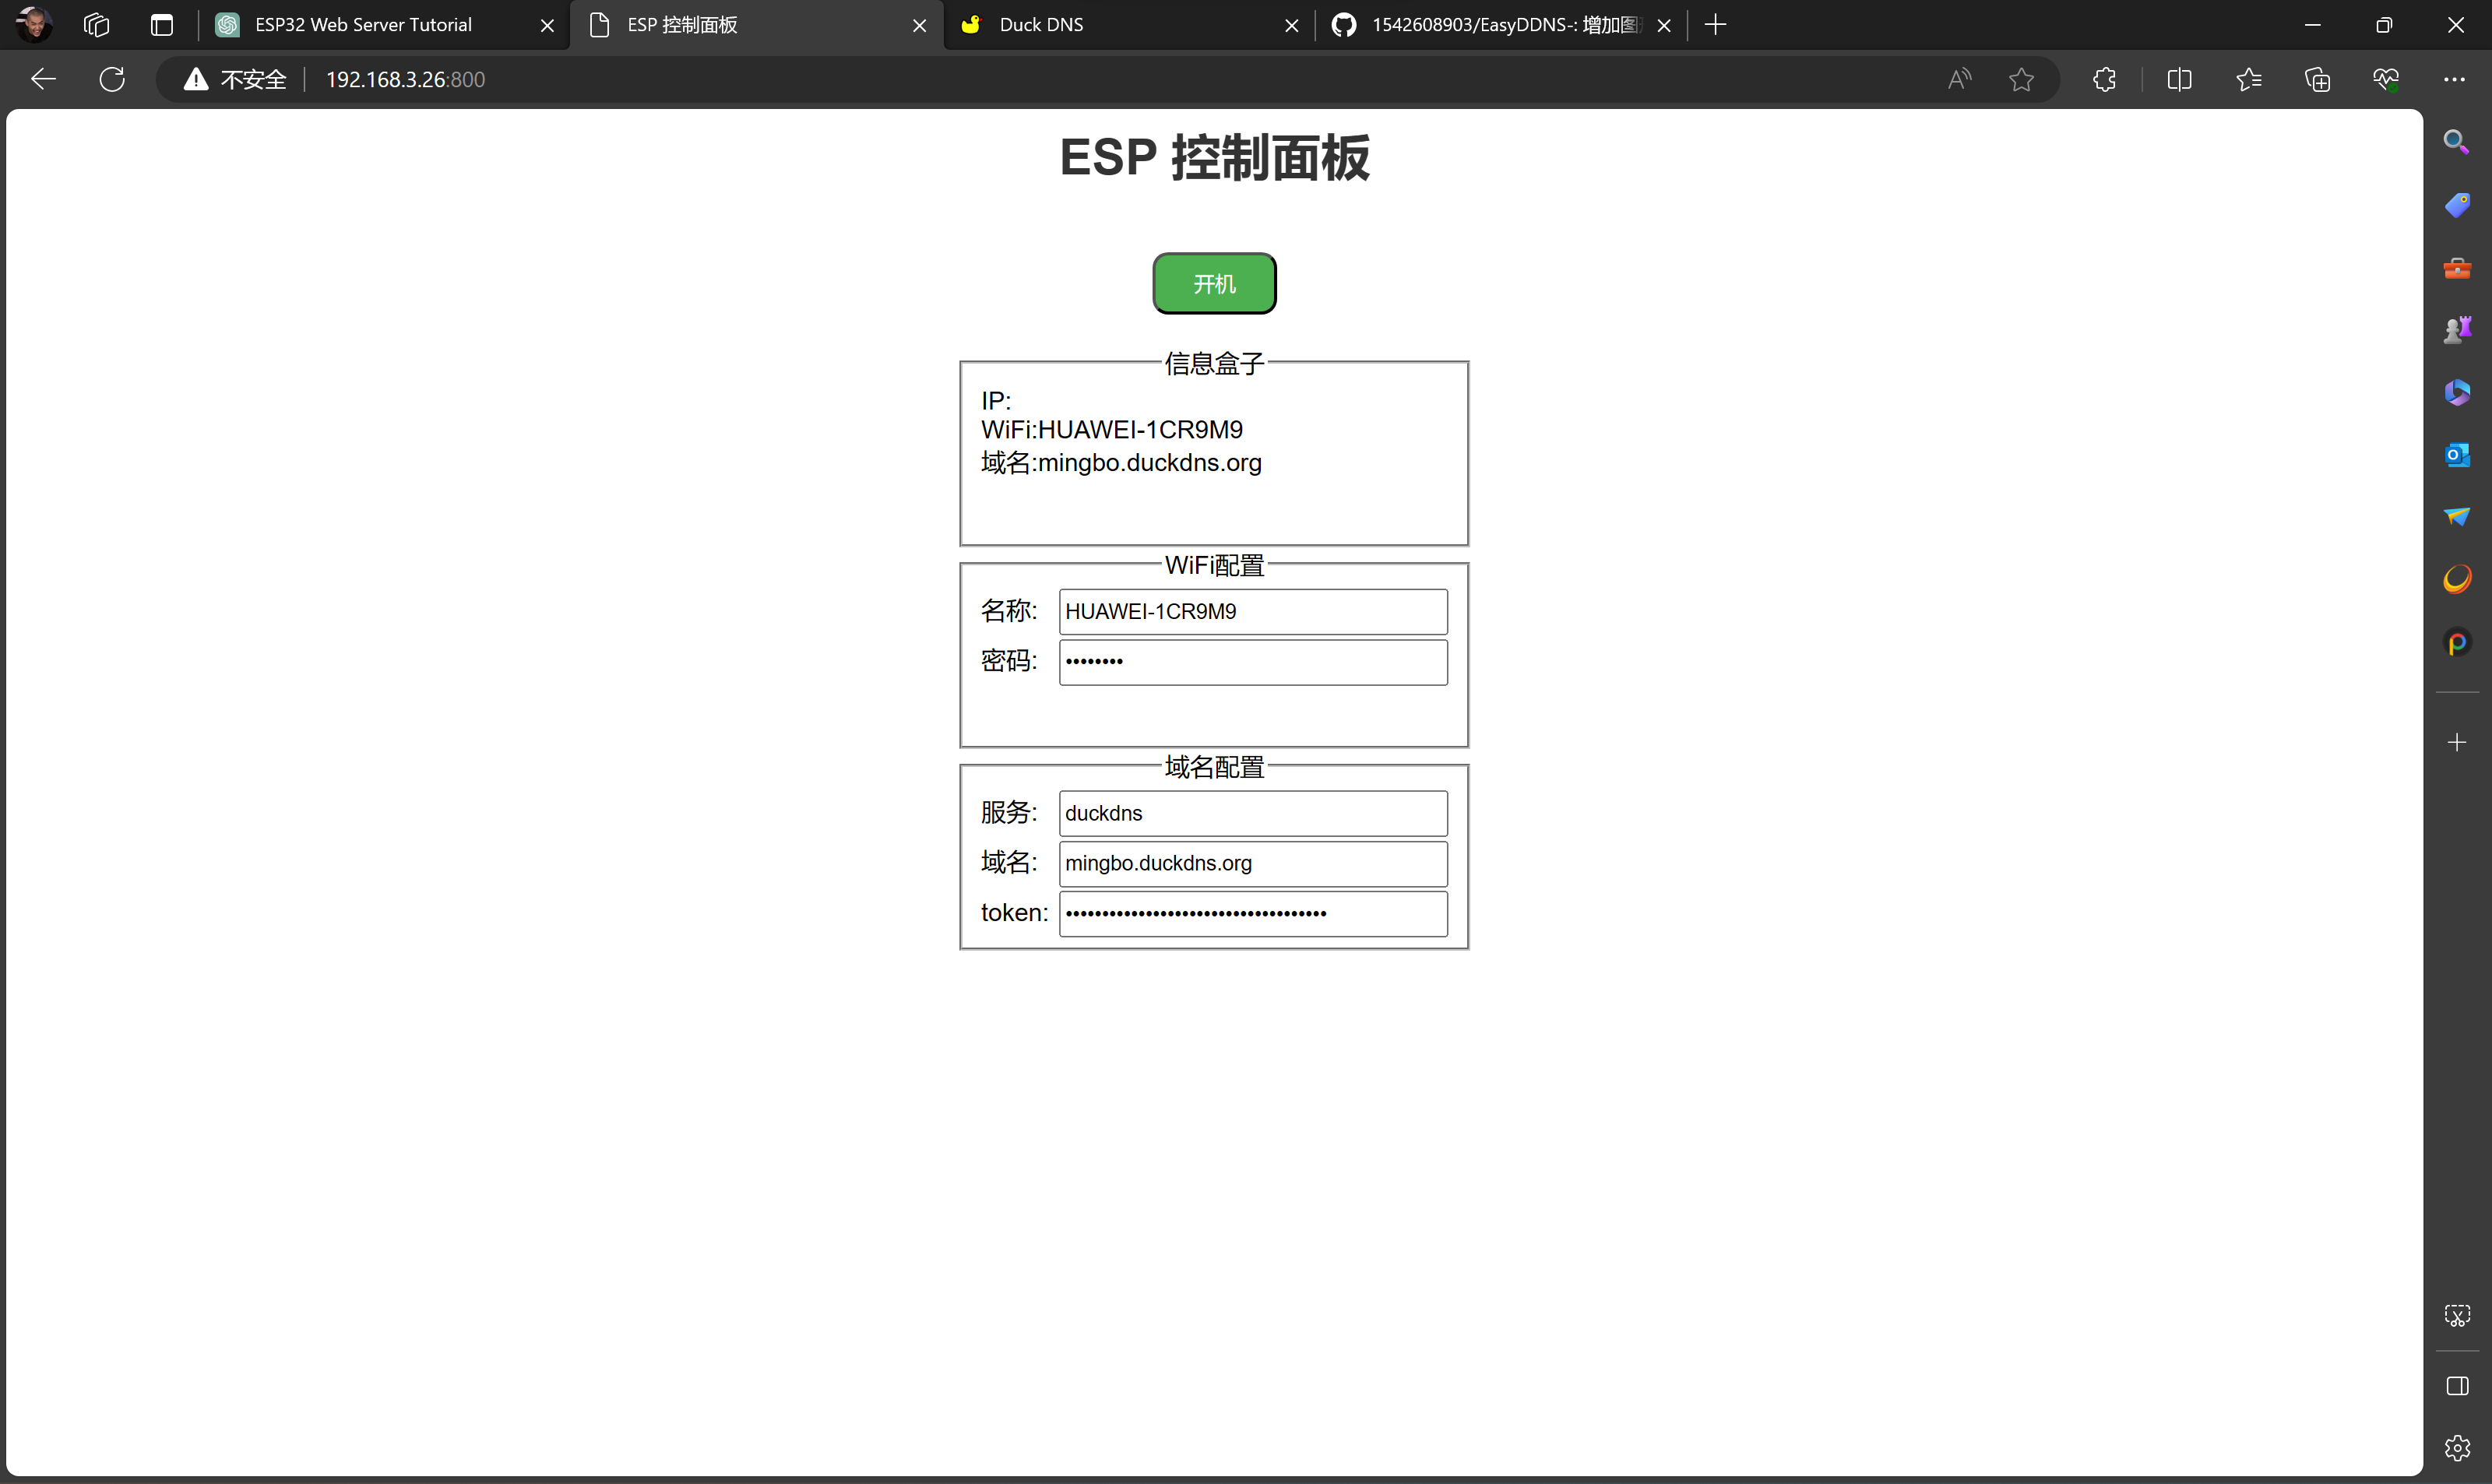 ESP32 Web Server Tutorial
ESP 控制面板
Duck DNS
1542608903/EasyDDNS-: 增加图
不安全
192.168.3.26:800
ESP 控制面板
开机
信息盒子
IP:
WiFi:HUAWEI-1CR9M9
域名:mingbo.duckdns.org
WiFi配置
名称: HUAWEI-1CR9M9
密码: ••••••••
域名配置
服务: duckdns
域名: mingbo.duckdns.org
token: ••••••••••••••••••••••••••••••••••••